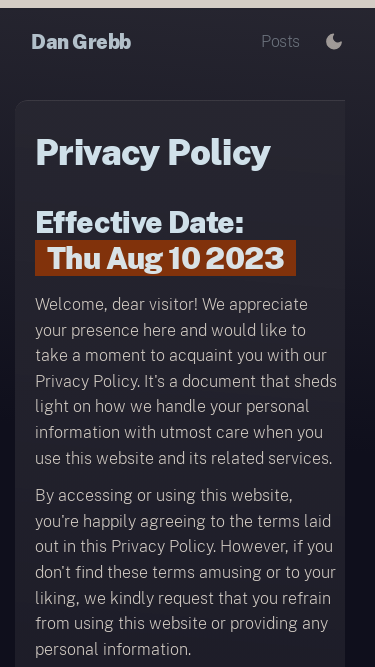 Dan Grebb
Posts
Privacy Policy
Effective Date:
Thu Aug 10 2023
Welcome, dear visitor! We appreciate
your presence here and would like to
take a moment to acquaint you with our
Privacy Policy. It's a document that sheds
light on how we handle your personal
information with utmost care when you
use this website and its related services.
By accessing or using this website,
you're happily agreeing to the terms laid
out in this Privacy Policy. However, if you
don't find these terms amusing or to your
liking, we kindly request that you refrain
from using this website or providing any
personal information.